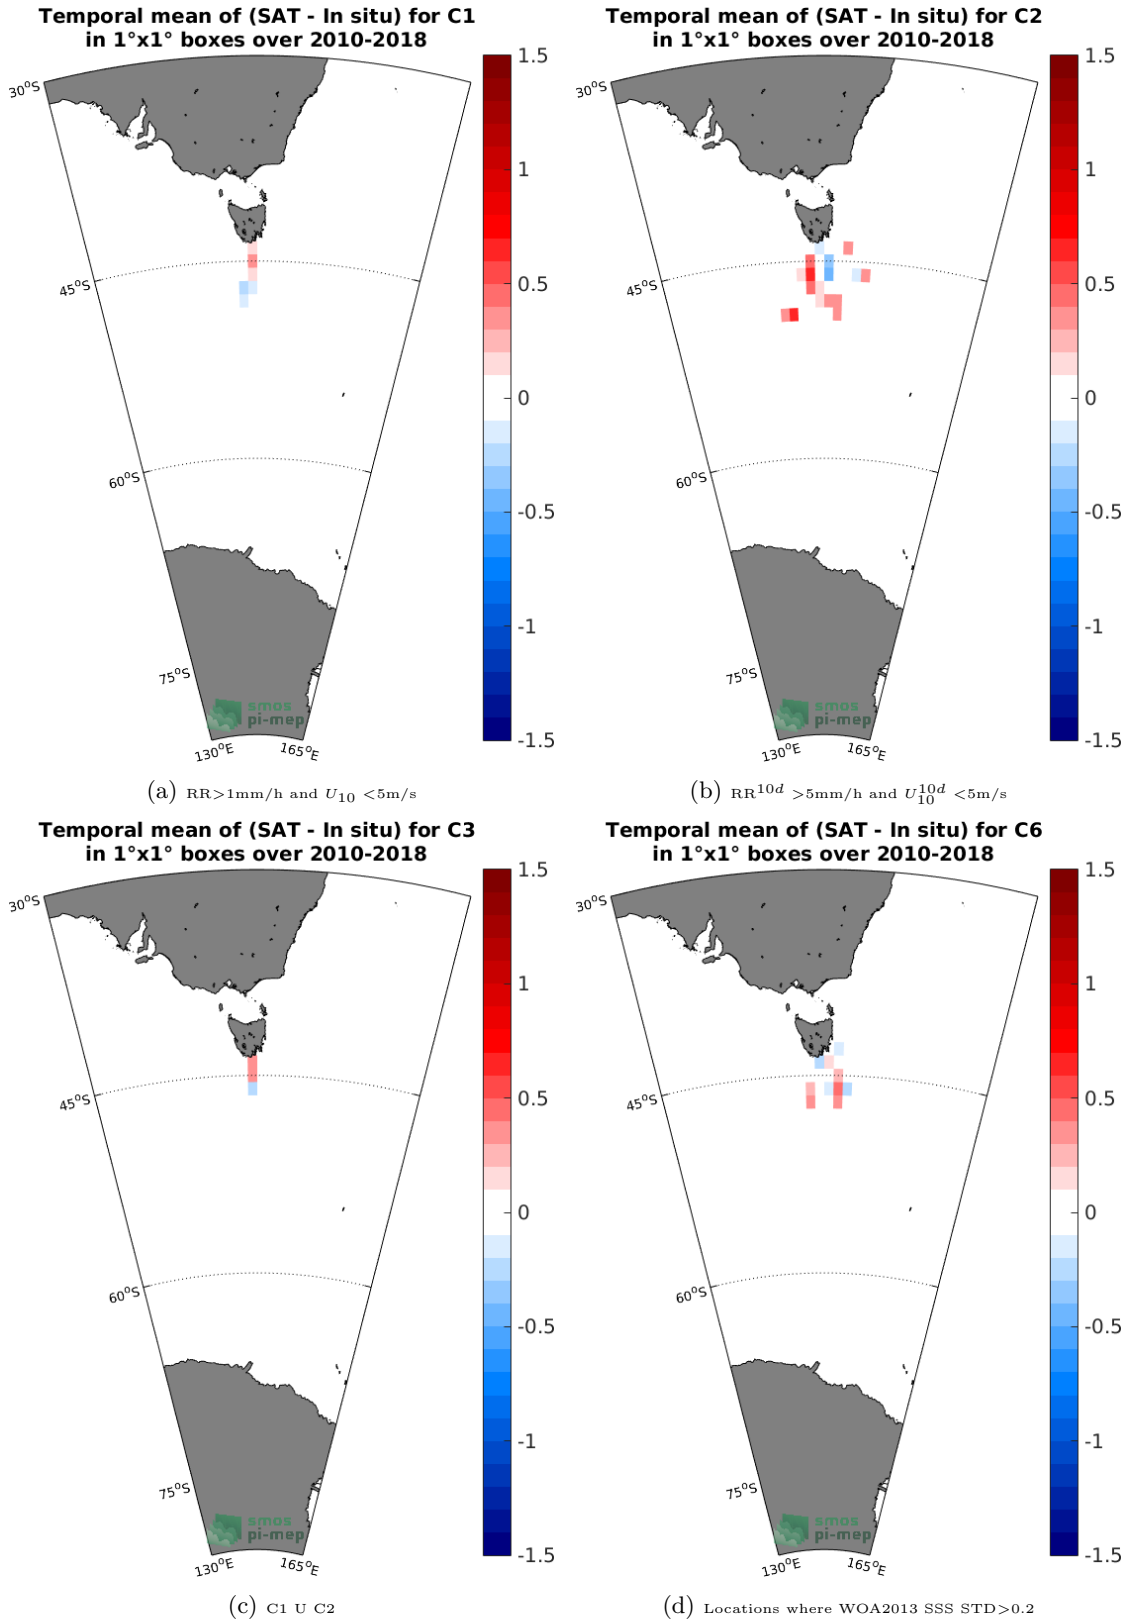 Temporal mean of (SAT - In situ) for C1
in 1°x1° boxes over 2010-2018
30°S
45°S
60°S
75°S
130°E
165°E
1.5
1
0.5
0
-0.5
-1
-1.5
smos
pi-mep
(a) RR>1mm/h and U10 <5m/s
Temporal mean of (SAT - In situ) for C2
in 1°x1° boxes over 2010-2018
30°S
45°S
60°S
75°S
130°E
165°E
1.5
1
0.5
0
-0.5
-1
-1.5
smos
pi-mep
(b) RR^10d >5mm/h and U10^10d <5m/s
Temporal mean of (SAT - In situ) for C3
in 1°x1° boxes over 2010-2018
30°S
45°S
60°S
75°S
130°E
165°E
1.5
1
0.5
0
-0.5
-1
-1.5
smos
pi-mep
(c) C1 U C2
Temporal mean of (SAT - In situ) for C6
in 1°x1° boxes over 2010-2018
30°S
45°S
60°S
75°S
130°E
165°E
1.5
1
0.5
0
-0.5
-1
-1.5
smos
pi-mep
(d) Locations where WOA2013 SSS STD>0.2